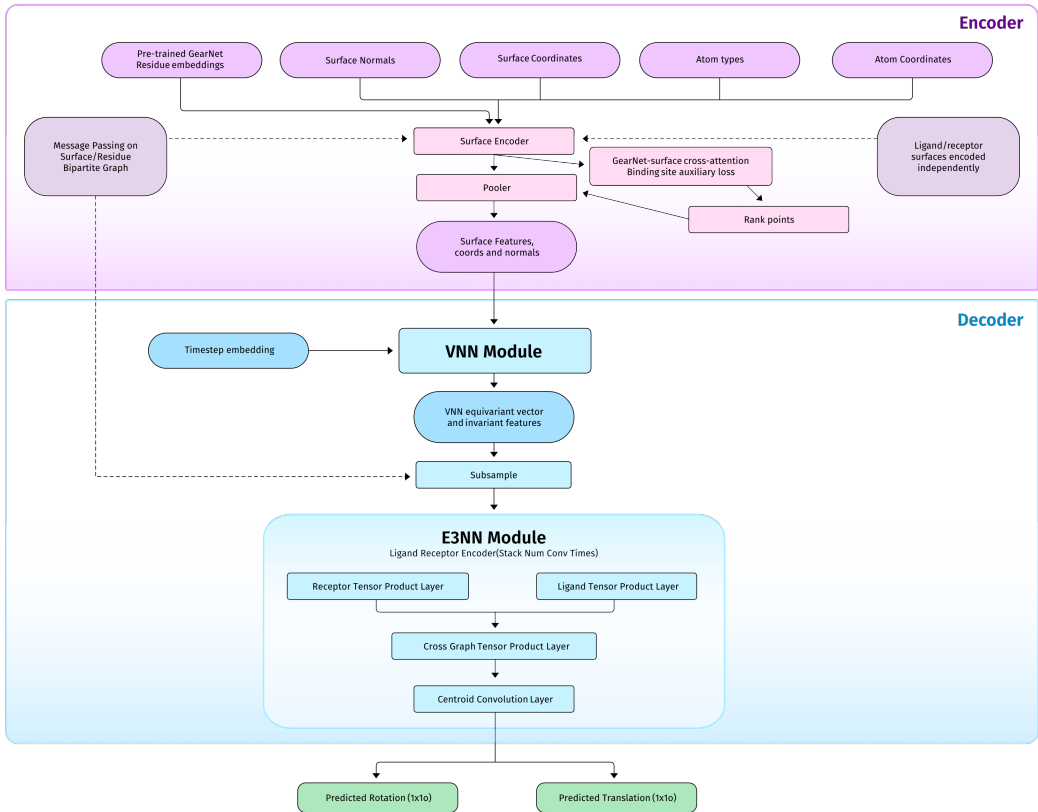 Encoder
Pre-trained GearNet
Residue embeddings
Surface Normals
Surface Coordinates
Atom types
Atom Coordinates
Message Passing on
Surface/Residue
Bipartite Graph
Surface Encoder
Ligand/receptor
surfaces encoded
independently
GearNet-surface cross-attention
Binding site auxiliary loss
Pooler
Rank points
Surface Features,
coords and normals
Decoder
Timestep embedding
VNN Module
VNN equivariant vector
and invariant features
Subsample
E3NN Module
Ligand Receptor Encoder(Stack Num Conv Times)
Receptor Tensor Product Layer
Ligand Tensor Product Layer
Cross Graph Tensor Product Layer
Centroid Convolution Layer
Predicted Rotation (1x1o)
Predicted Translation (1x1o)